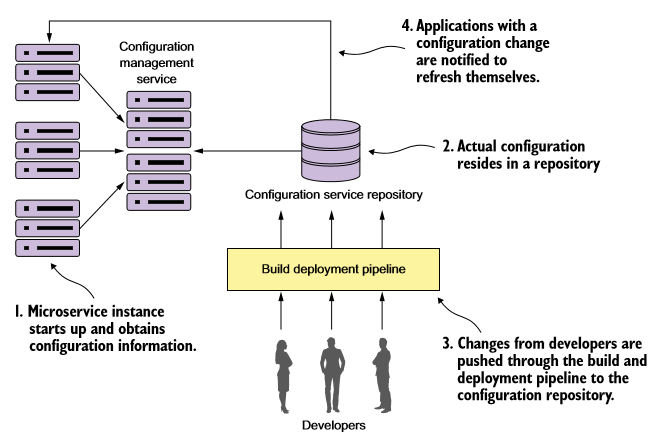 4. Applications with a
configuration change
are notified to
refresh themselves.
Configuration
management
service
2. Actual configuration
resides in a repository
Configuration service repository
Build deployment pipeline
1. Microservice instance
starts up and obtains
configuration information.
3. Changes from developers are
pushed through the build and
deployment pipeline to the
configuration repository.
Developers